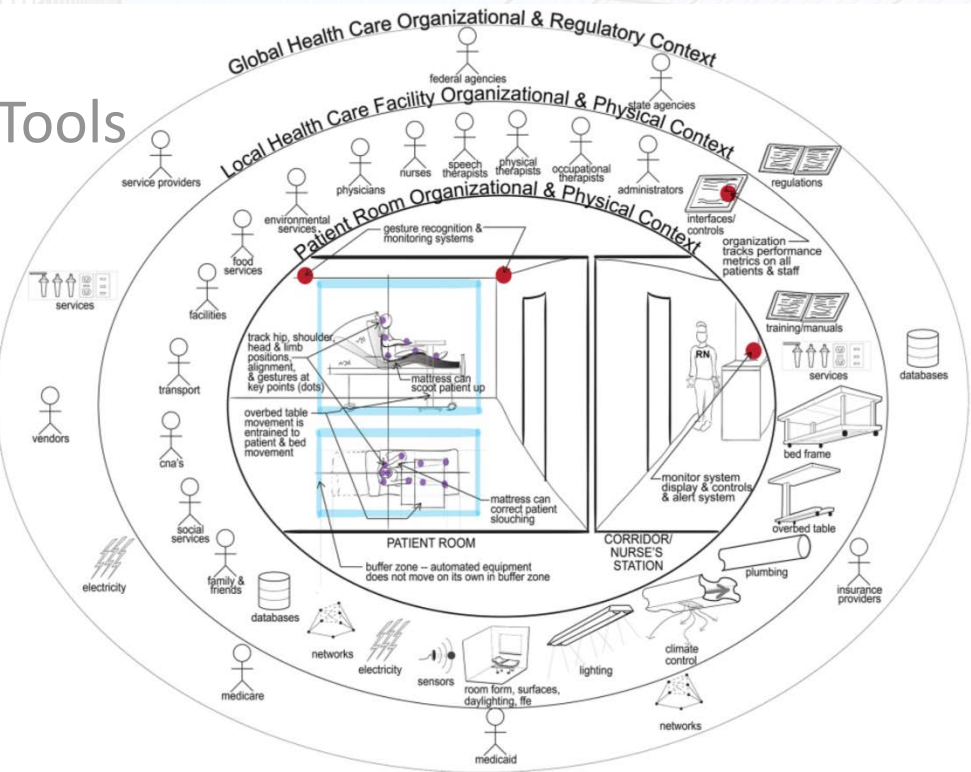 Tools
Global Health Care Organizational & Regulatory Context
federal agencies
state agencies
service providers
regulations
services
databases
vendors
electricity
insurance
providers
medicare
networks
medicaid
Local Health Care Facility Organizational & Physical Context
physicians
nurses
speech
therapists
physical
therapists
occupational
therapists
administrators
environmental
services
food
services
facilities
transport
cna's
social
services
family &
friends
interfaces/
controls
organization
tracks performance
metrics on all
patients & staff
training/manuals
services
bed frame
overbed table
plumbing
climate
control
lighting
room form, surfaces,
daylighting, ffe
sensors
electricity
networks
databases
Patient Room Organizational & Physical Context
gesture recognition &
monitoring systems
track hip, shoulder,
head & limb
positions,
alignment,
& gestures at
key points (dots)
mattress can
scoot patient up
overbed table
movement is
entrained to
patient & bed
movement
mattress can
correct patient
slouching
RN
monitor system
display & controls
& alert system
PATIENT ROOM
CORRIDOR/
NURSE'S
STATION
buffer zone -- automated equipment
does not move on its own in buffer zone